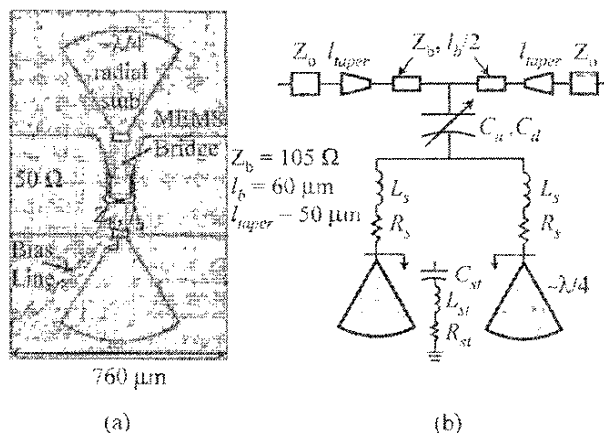 ~λ/4
radial
stub
MEMS
Bridge
50 Ω
Bias
Line
760 μm
(a)
Z_b = 105 Ω
l_b = 60 μm
l_taper = 50 μm
Z_o l_taper Z_b, l_b/2 l_taper Z_o
C_u, C_d
L_s
R_s
L_s
R_s
C_st
L_st
R_st
~λ/4
(b)